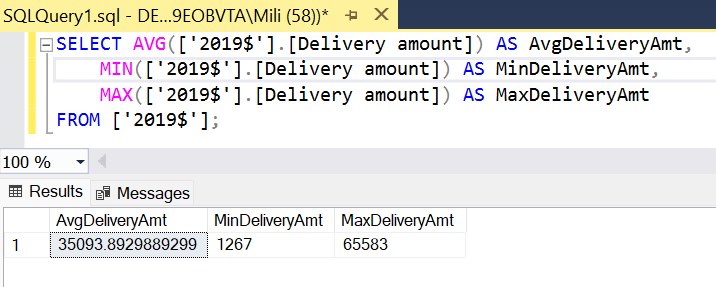 SQLQuery1.sql - DE...9EOBVTA\Mili (58))*
SELECT AVG(['2019$'].[Delivery amount]) AS AvgDeliveryAmt,
MIN(['2019$'].[Delivery amount]) AS MinDeliveryAmt,
MAX(['2019$'].[Delivery amount]) AS MaxDeliveryAmt
FROM ['2019$'];
100 %
Results Messages
AvgDeliveryAmt MinDeliveryAmt MaxDeliveryAmt
1 35093.8929889299 1267 65583